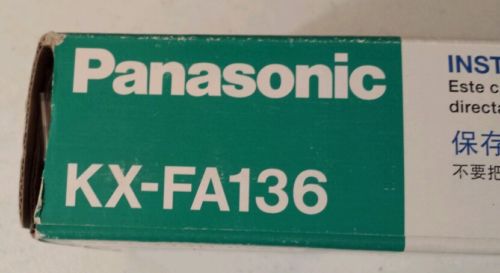 Panasonic
KX-FA136
INST
Este c
directa
保存
不要把